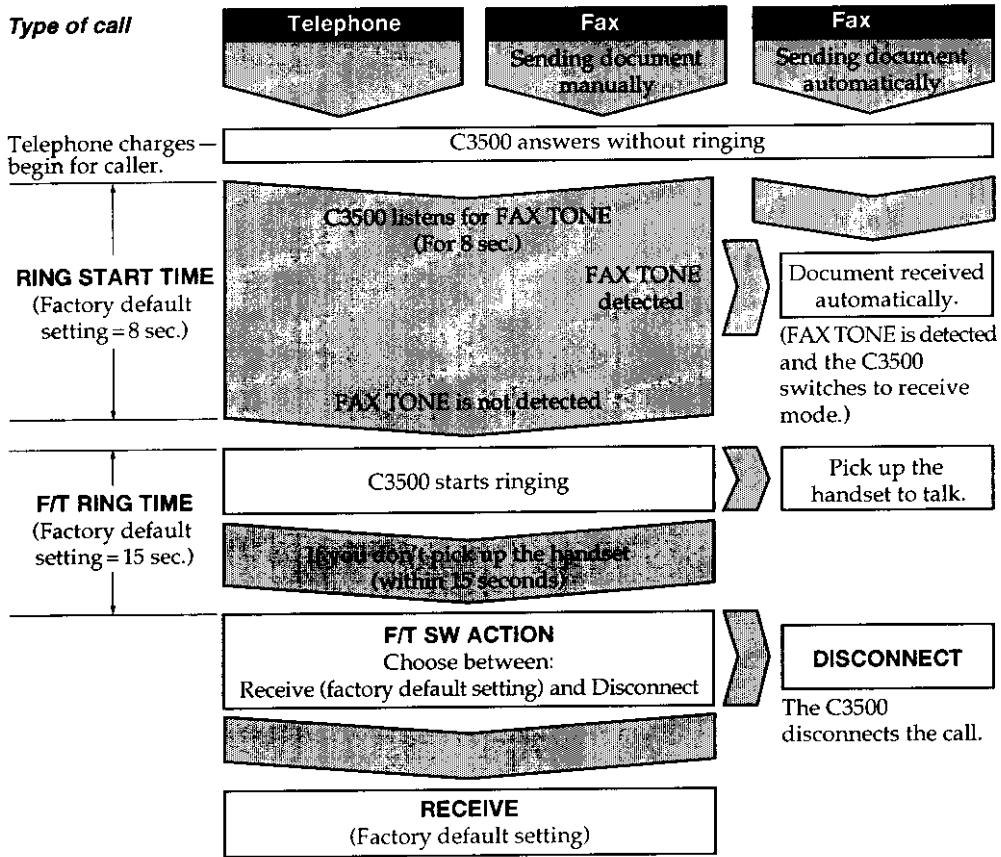 Type of call
Telephone
Fax
Sending document
manually
Fax
Sending document
automatically
Telephone charges —
begin for caller.
C3500 answers without ringing
RING START TIME
(Factory default
setting = 8 sec.)
C3500 listens for FAX TONE
(For 8 sec.)
FAX TONE
detected
FAX TONE is not detected
Document received
automatically.
(FAX TONE is detected
and the C3500
switches to receive
mode.)
F/T RING TIME
(Factory default
setting = 15 sec.)
C3500 starts ringing
Pick up the
handset to talk.
If you don't pick up the handset
(within 15 seconds)
F/T SW ACTION
Choose between:
Receive (factory default setting) and Disconnect
DISCONNECT
The C3500
disconnects the call.
RECEIVE
(Factory default setting)